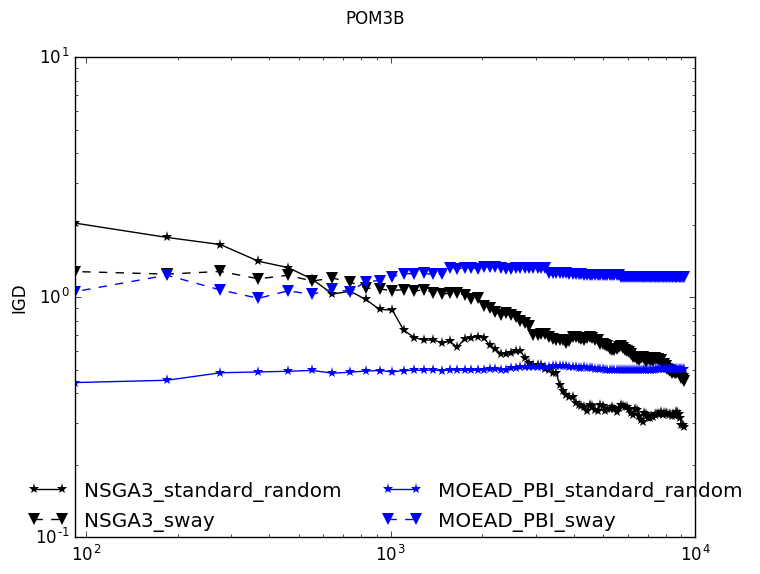 POM3B
10^1
10^0
10^-1
IGD
NSGA3_standard_random
MOEAD_PBI_standard_random
NSGA3_sway
MOEAD_PBI_sway
10^2
10^3
10^4